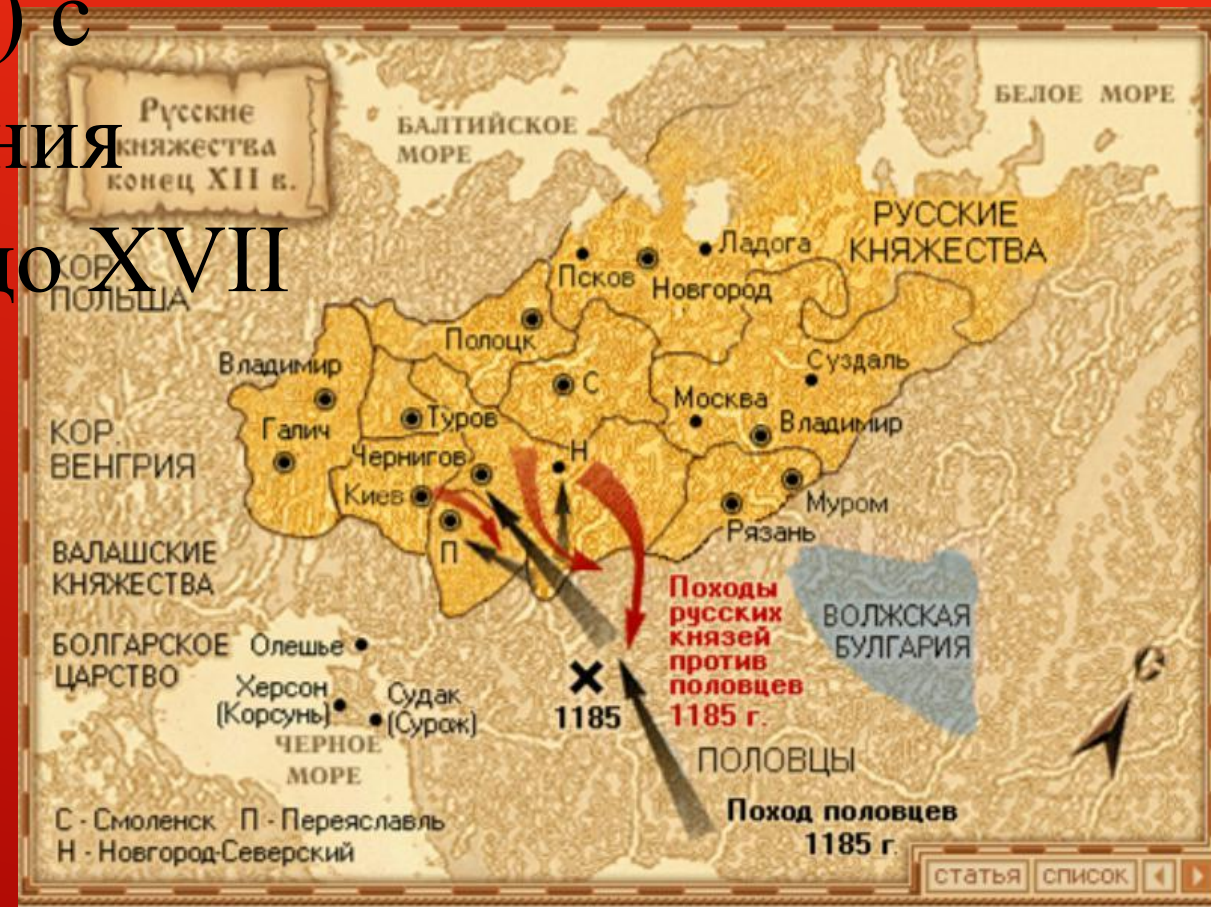 ) с
ния
до XVII
Русские
княжества
конец XII в.
БАЛТИЙСКОЕ
МОРЕ
БЕЛОЕ МОРЕ
РУССКИЕ
КНЯЖЕСТВА
КОР.
ПОЛЬША
Псков
Новгород
Ладога
Полоцк
Суздаль
Владимир
С
Москва
Туров
Владимир
Галич
КОР.
ВЕНГРИЯ
Чернигов
Н
Киев
Муром
Рязань
П
ВАЛАШСКИЕ
КНЯЖЕСТВА
Походы
русских
князей
против
половцев
1185 г.
ВОЛЖСКАЯ
БУЛГАРИЯ
БОЛГАРСКОЕ
ЦАРСТВО
Олешье
Херсон
(Корсунь)
Судак
(Сурож)
1185
С
ЧЕРНОЕ
МОРЕ
ПОЛОВЦЫ
Поход половцев
1185 г.
С - Смоленск П - Переяславль
Н - Новгород-Северский
статья
список